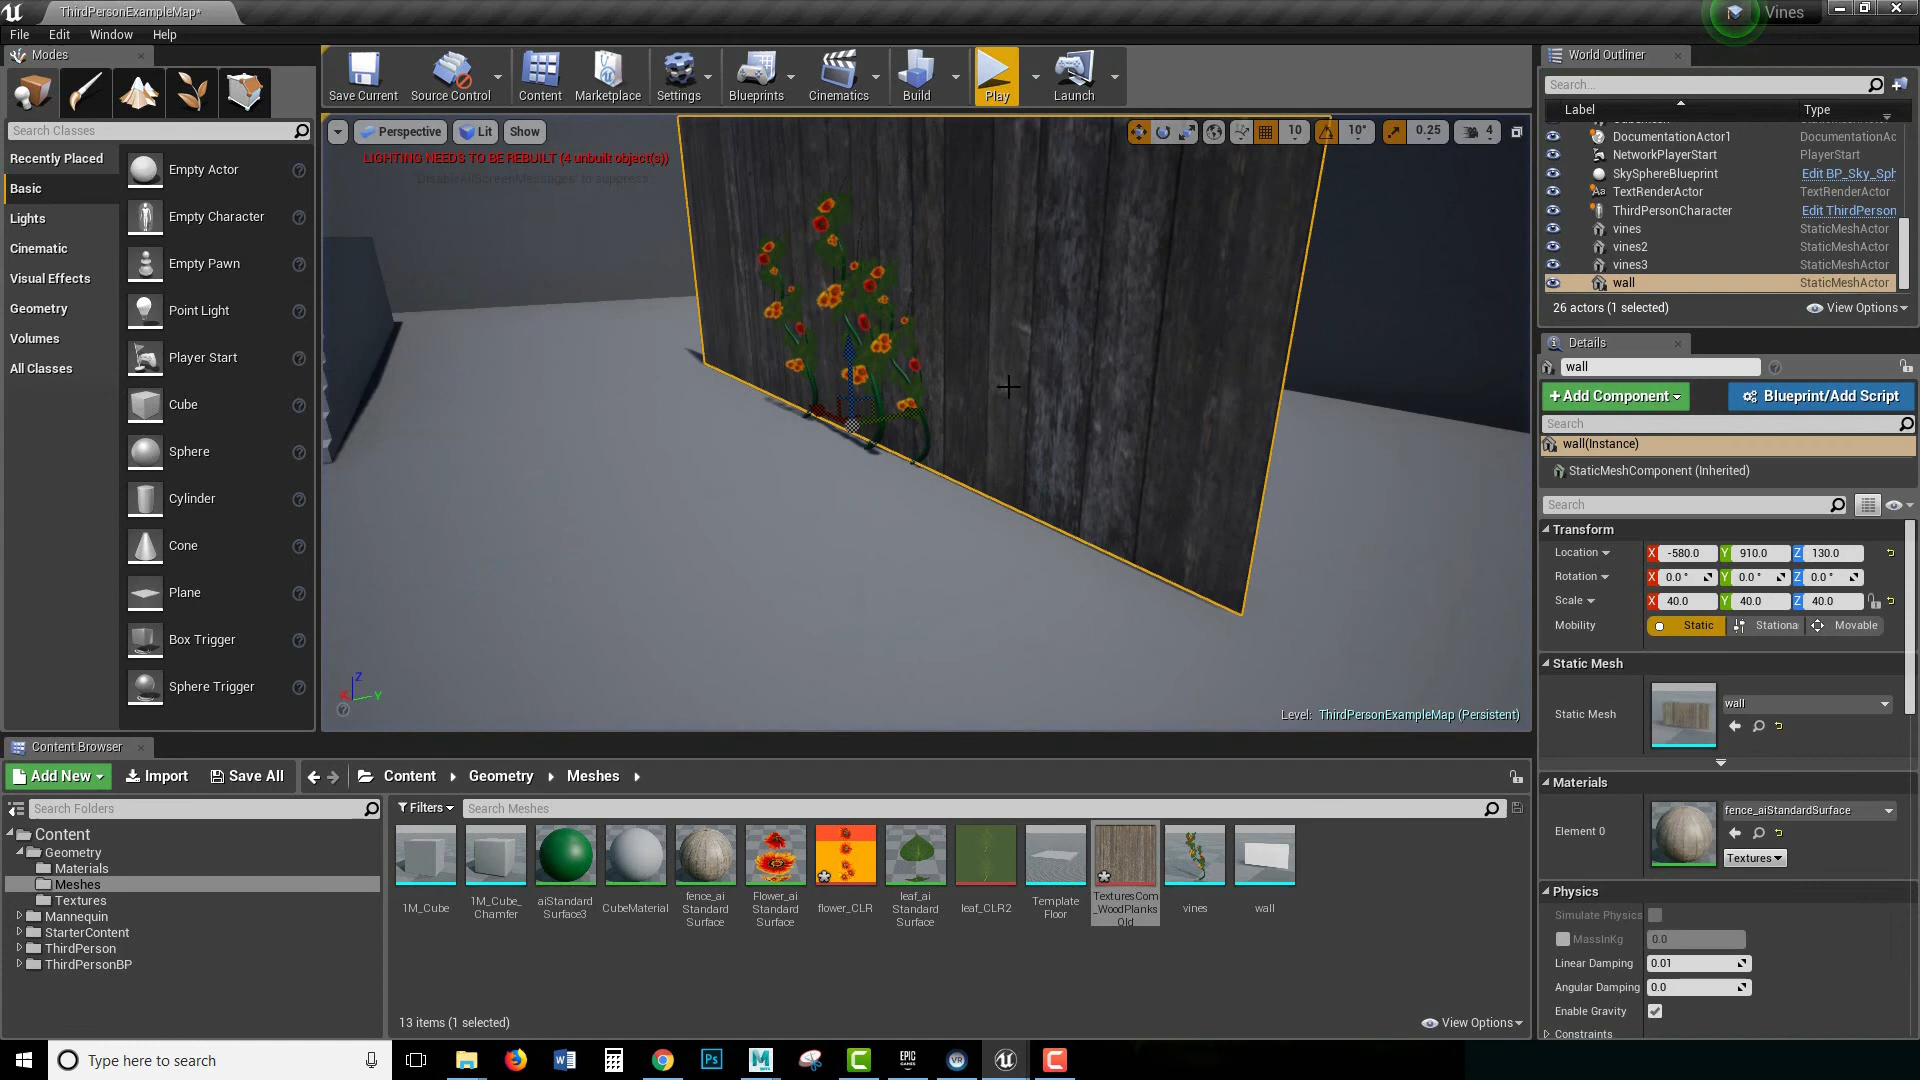 ThirdPersonExampleMap*
Vines
File Edit Window Help
Modes
Search Classes
Recently Placed
Basic
Lights
Cinematic
Visual Effects
Geometry
Volumes
All Classes
Empty Actor
Empty Character
Empty Pawn
Point Light
Player Start
Cube
Sphere
Cylinder
Cone
Plane
Box Trigger
Sphere Trigger
Save Current
Source Control
Content
Marketplace
Settings
Blueprints
Cinematics
Build
Play
Launch
Perspective Lit Show
10 10° 0.25 4
LIGHTING NEEDS TO BE REBUILT (4 unbuilt object(s))
'DisableAllScreenMessages' to suppress
Z
X Y
Level: ThirdPersonExampleMap (Persistent)
World Outliner
Search...
Label Type
DocumentationActor1 DocumentationAc
NetworkPlayerStart PlayerStart
SkySphereBlueprint Edit BP_Sky_Sph
TextRenderActor TextRenderActor
ThirdPersonCharacter Edit ThirdPerson
vines StaticMeshActor
vines2 StaticMeshActor
vines3 StaticMeshActor
wall StaticMeshActor
26 actors (1 selected) View Options
Details
wall
+Add Component Blueprint/Add Script
Search
wall(Instance)
StaticMeshComponent (Inherited)
Search
Transform
Location X -580.0 Y 910.0 Z 130.0
Rotation X 0.0 ° Y 0.0 ° Z 0.0 °
Scale X 40.0 Y 40.0 Z 40.0
Mobility Static Stationa Movable
Static Mesh
Static Mesh wall
Materials
Element 0 fence_aiStandardSurface
Textures
Physics
Simulate Physics
MassInKg 0.0
Linear Damping 0.01
Angular Damping 0.0
Enable Gravity
Constraints
Content Browser
Add New Import Save All Content Geometry Meshes
Search Folders
Content
Geometry
Materials
Meshes
Textures
Mannequin
StarterContent
ThirdPerson
ThirdPersonBP
Filters Search Meshes
1M_Cube
1M_Cube_
Chamfer
aiStandard
Surface3
CubeMaterial
fence_ai
Standard
Surface
Flower_ai
Standard
Surface
flower_CLR
leaf_ai
Standard
Surface
leaf_CLR2
Template
Floor
TexturesCom
_WoodPlanks
Old
vines
wall
13 items (1 selected) View Options
Type here to search
Ps
M
EPIC
GAMES
VR